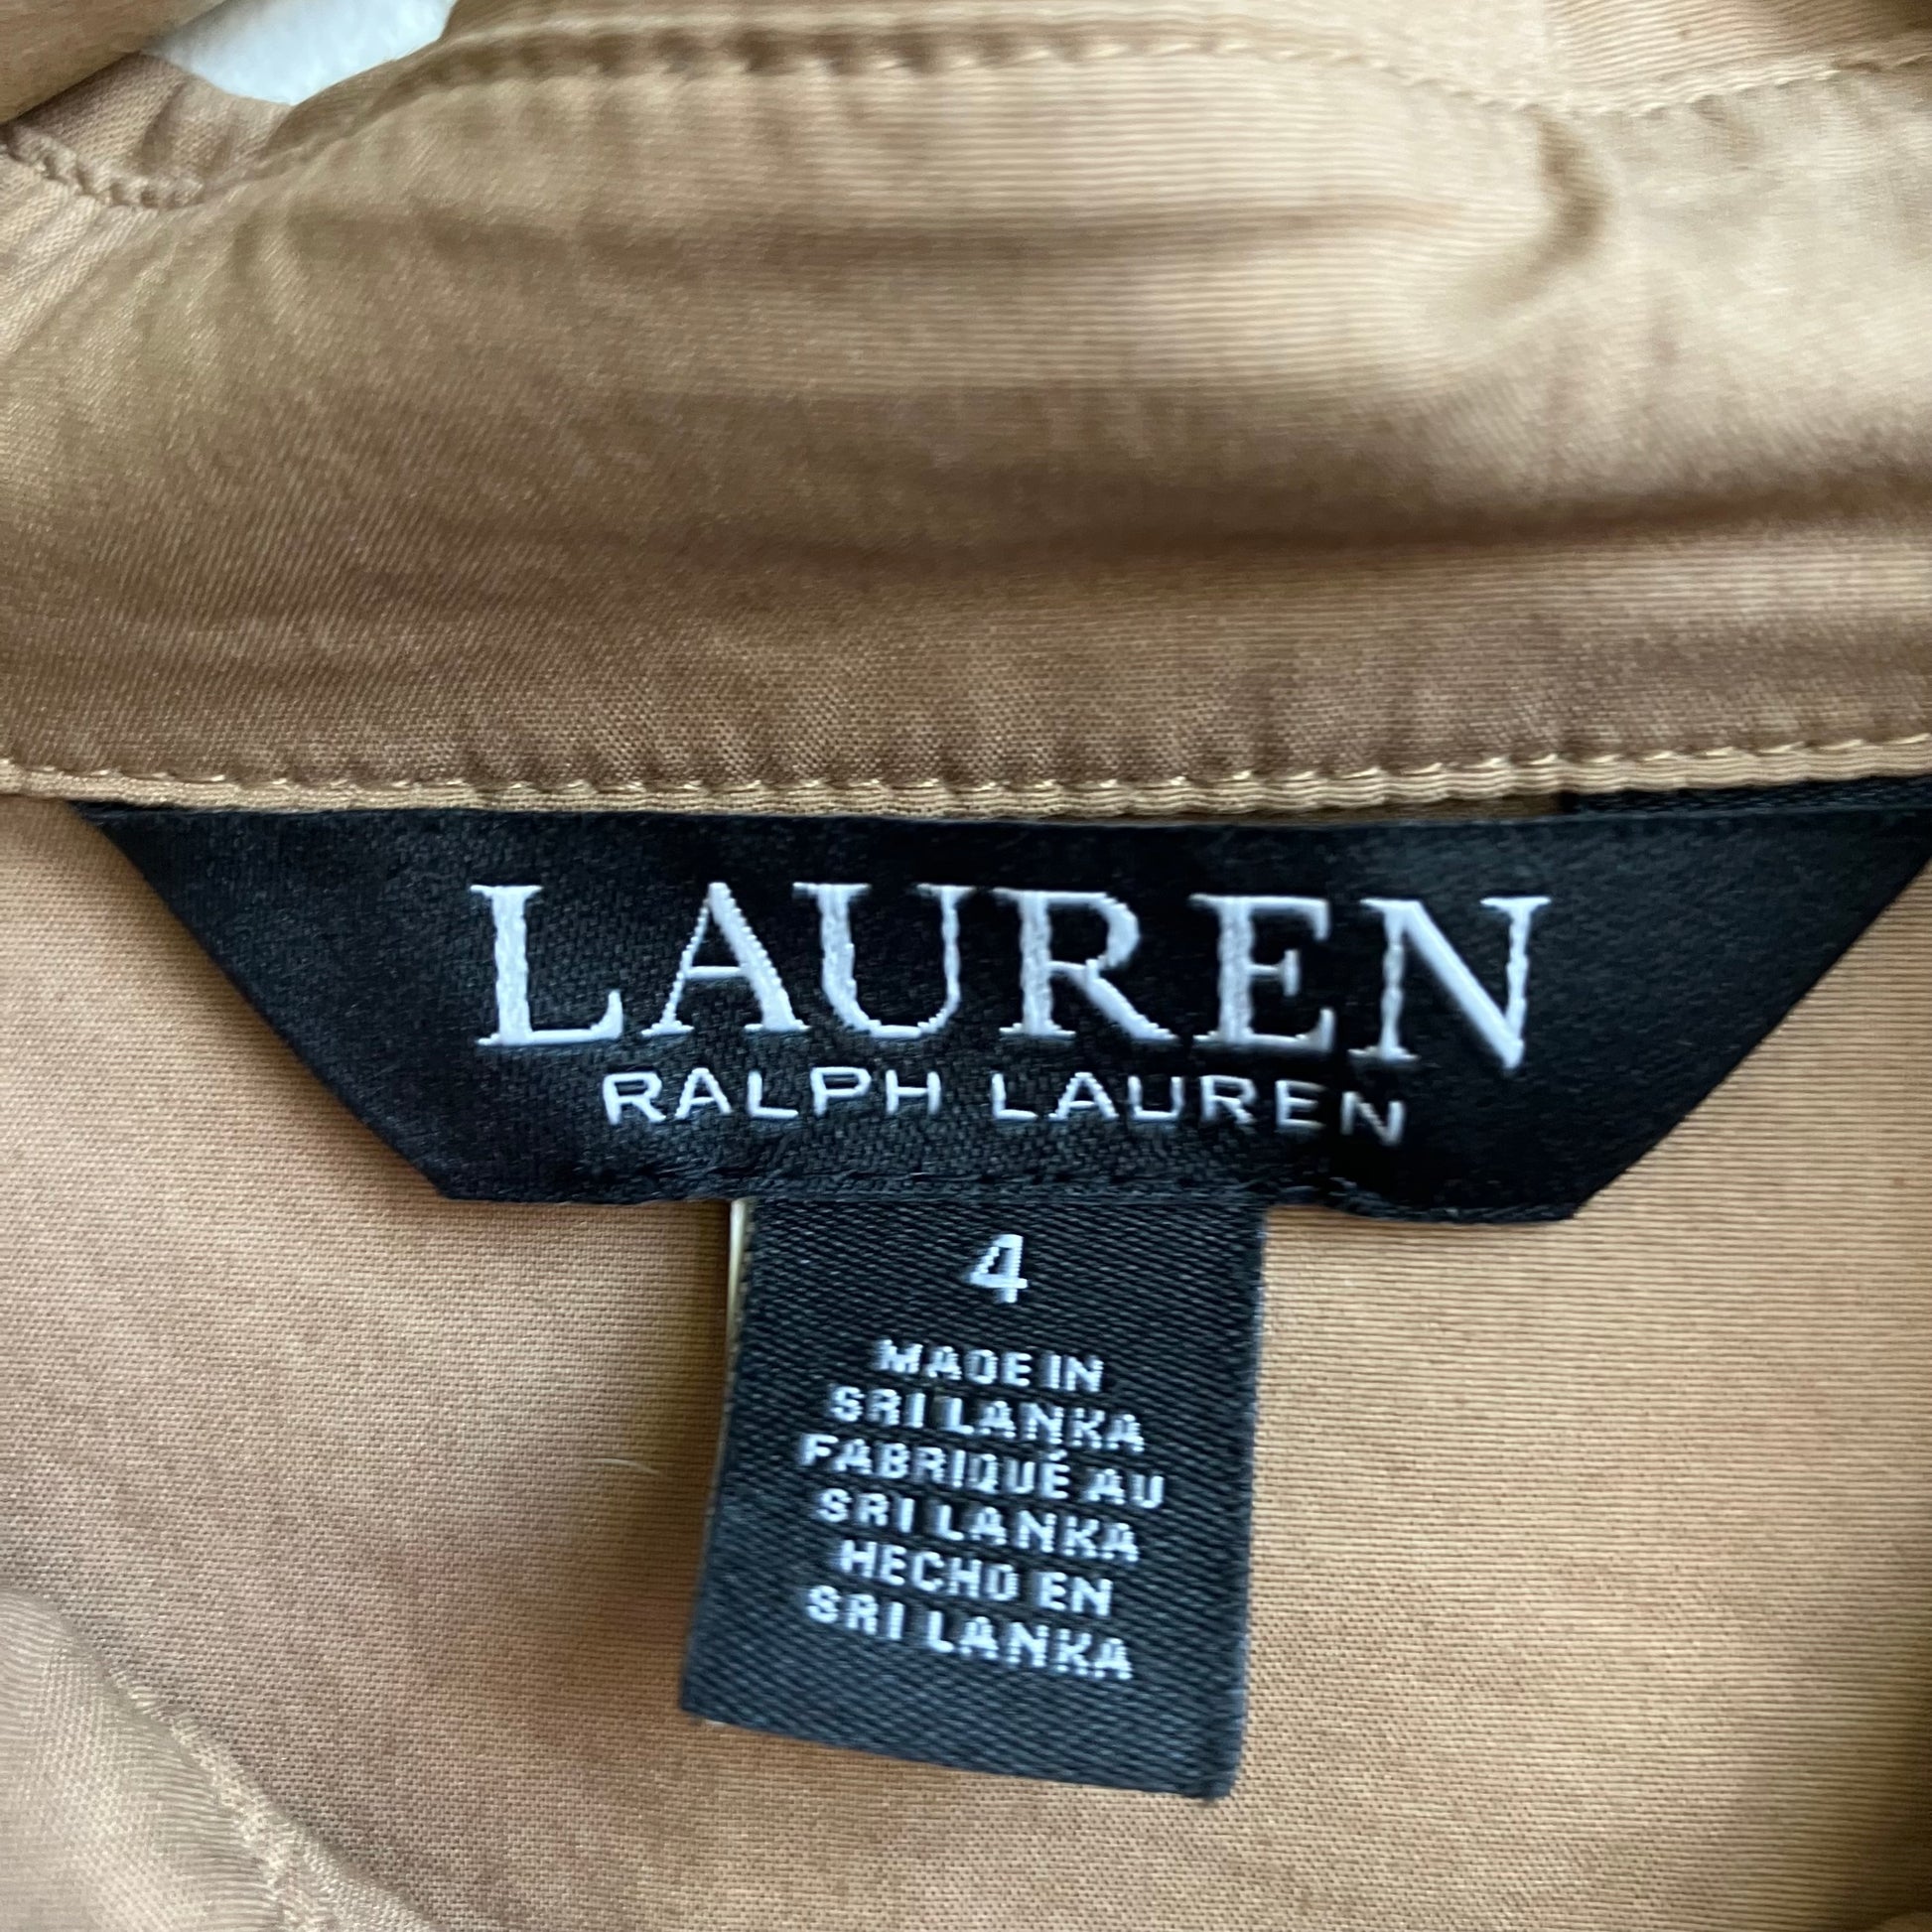 LAUREN
RALPH LAUREN
4
MADE IN
SRI LANKA
FABRIQUÉ AU
SRI LANKA
HECHO EN
SRI LANKA